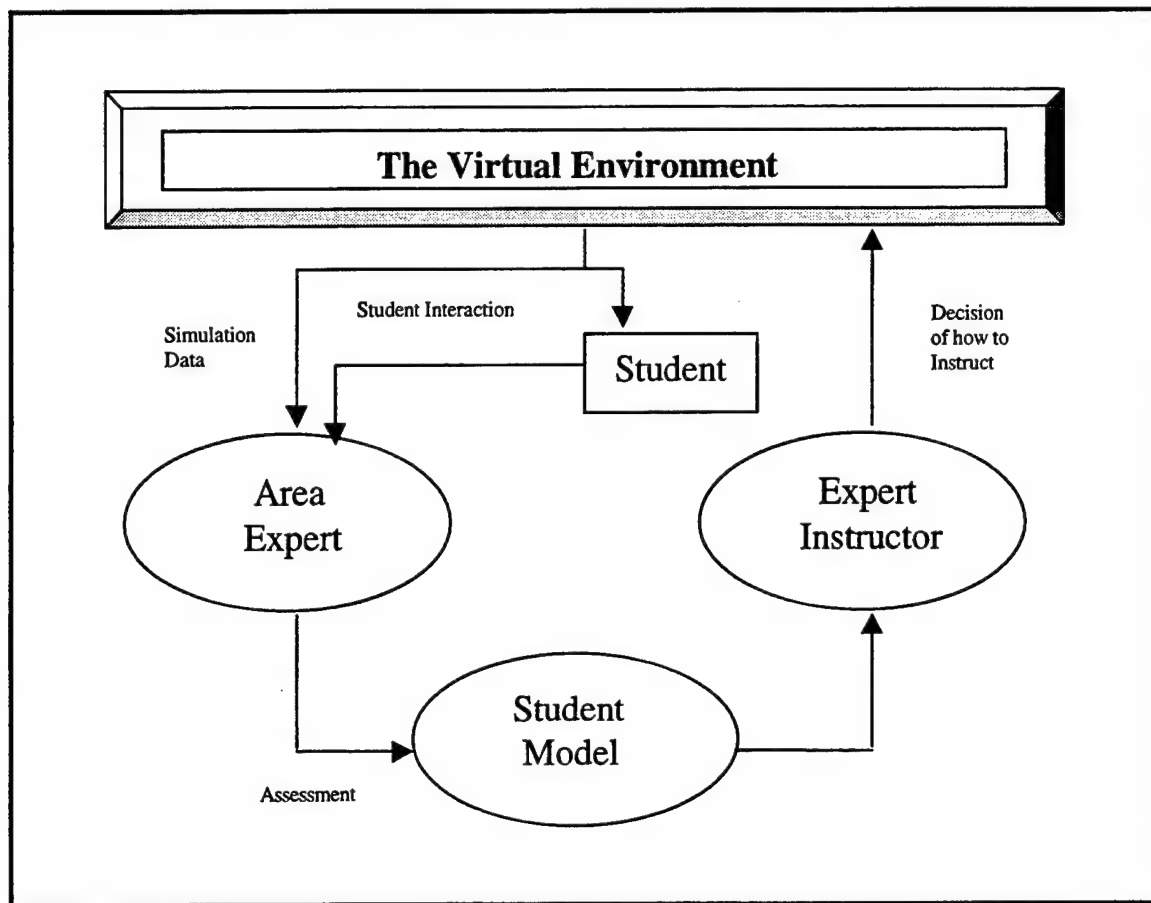 The Virtual Environment
Student Interaction
Simulation
Data
Decision
of how to
Instruct
Student
Area
Expert
Expert
Instructor
Student
Model
Assessment